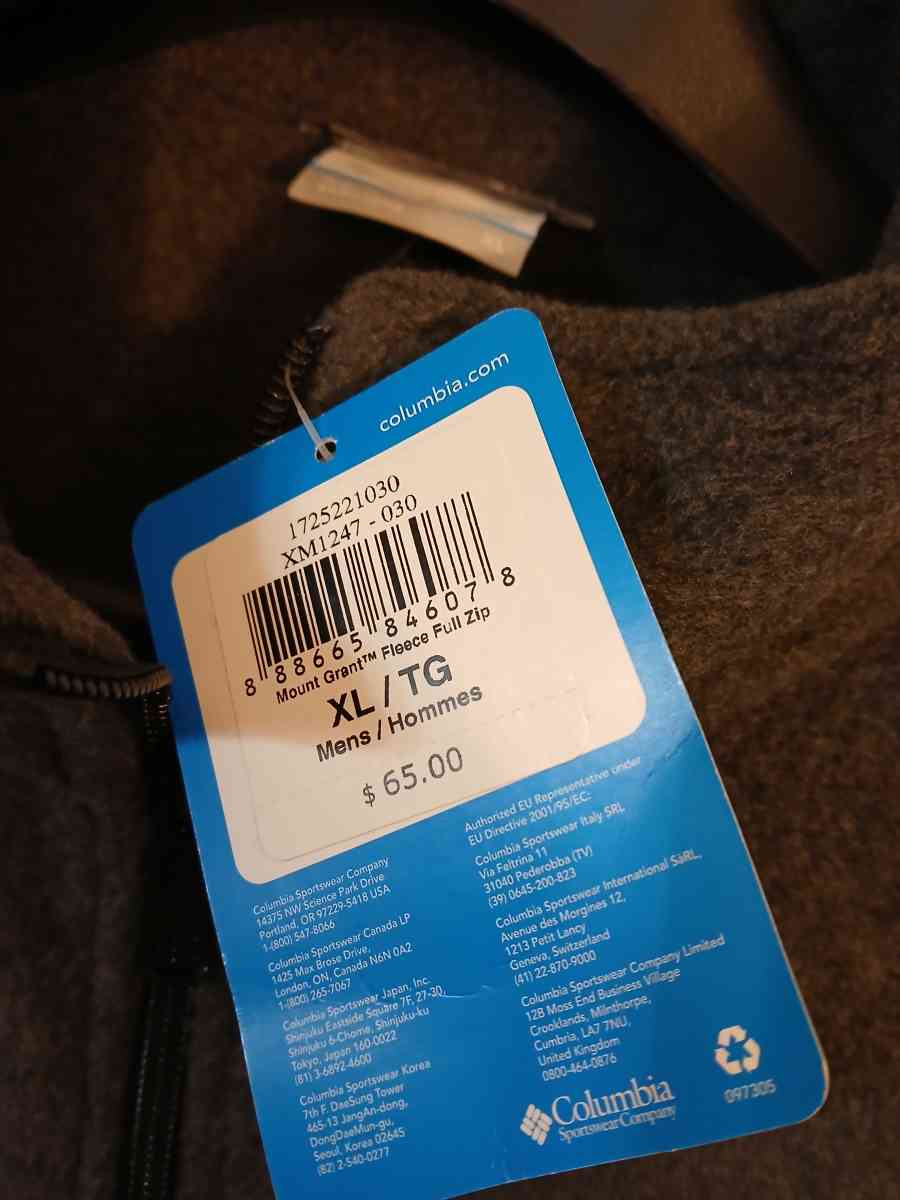 columbia.com
1725221030
XM1247 - 030
8 88665 84607 8
Mount Grant™ Fleece Full Zip
XL / TG
Mens / Hommes
$ 65.00
Columbia Sportswear Company
14375 NW Science Park Drive
Portland, OR 97229-5418 USA
1-(800) 547-8066
Columbia Sportswear Canada LP
1425 Max Brose Drive,
London, ON, Canada N6N 0A2
1-(800) 265-7067
Columbia Sportswear Japan, Inc.
Shinjuku Eastside Square 7F, 27-30,
Shinjuku 6-Chome, Shinjuku-ku
Tokyo, Japan 160-0022
(81) 3-6892-4600
Columbia Sportswear Korea
7th F. DaeSung Tower
465-13 JangAn-dong,
DongDaeMun-gu,
Seoul, Korea 02645
(82) 2-540-0277
Authorized EU Representative under
EU Directive 2001/95/EC:
Columbia Sportswear Italy SRL
Via Feltrina 11
31040 Pederobba (TV)
(39) 0645-200-823
Columbia Sportswear International SàRL,
Avenue des Morgines 12,
1213 Petit Lancy
Geneva, Switzerland
(41) 22-870-9000
Columbia Sportswear Company Limited
12B Moss End Business Village
Crooklands, Milnthorpe,
Cumbria, LA7 7NU,
United Kingdom
0800-464-0876
Columbia
Sportswear Company
097305